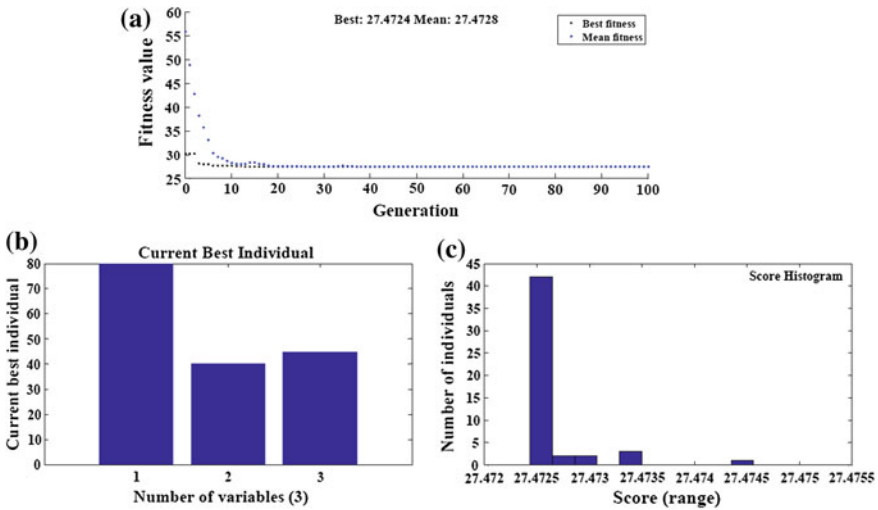 (a)
Best: 27.4724 Mean: 27.4728
Best fitness
Mean fitness
Fitness value
60
55
50
45
40
35
30
25
0 10 20 30 40 50 60 70 80 90 100
Generation
(b)
Current Best Individual
Current best individual
80
70
60
50
40
30
20
10
0
1 2 3
Number of variables (3)
(c)
Score Histogram
Number of individuals
45
40
35
30
25
20
15
10
5
0
27.472 27.4725 27.473 27.4735 27.474 27.4745 27.475 27.4755
Score (range)